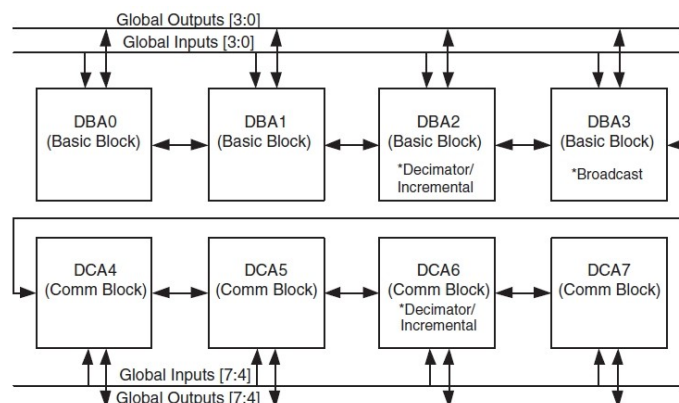 Global Outputs [3:0]
Global Inputs [3:0]
DBA0
(Basic Block)
DBA1
(Basic Block)
DBA2
(Basic Block)
*Decimator/
Incremental
DBA3
(Basic Block)
*Broadcast
DCA4
(Comm Block)
DCA5
(Comm Block)
DCA6
(Comm Block)
*Decimator/
Incremental
DCA7
(Comm Block)
Global Inputs [7:4]
Global Outputs [7:4]